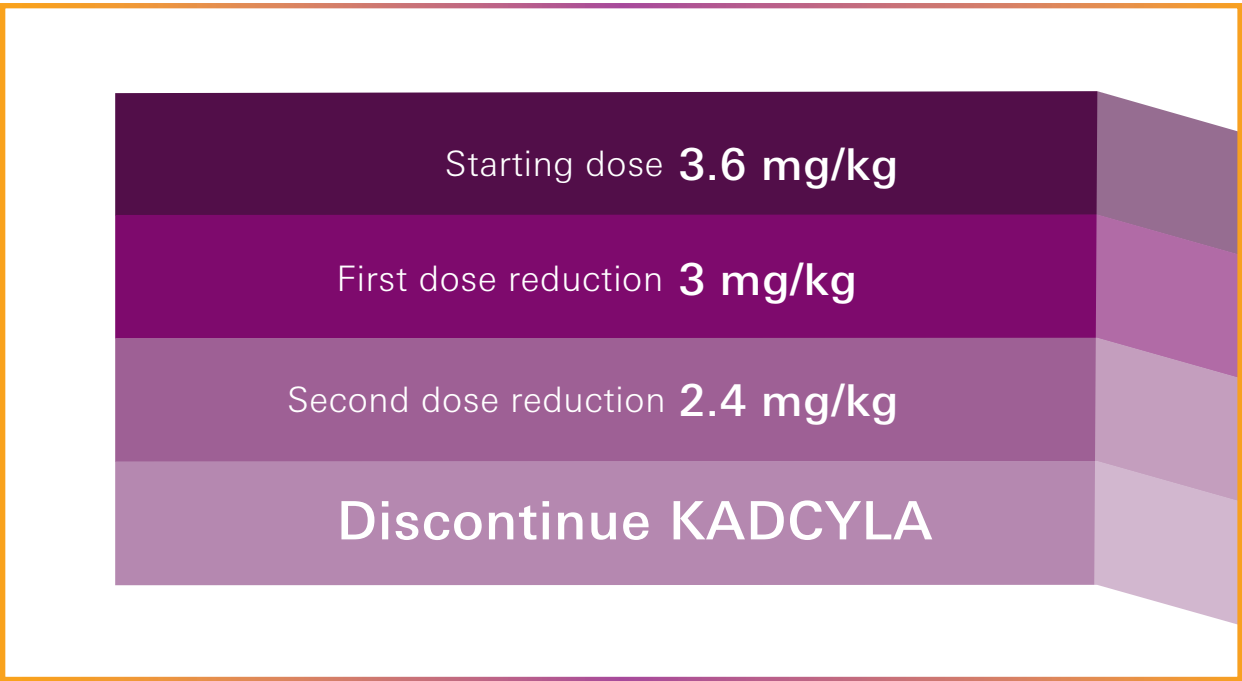 Starting dose 3.6 mg/kg
First dose reduction 3 mg/kg
Second dose reduction 2.4 mg/kg
Discontinue KADCYLA